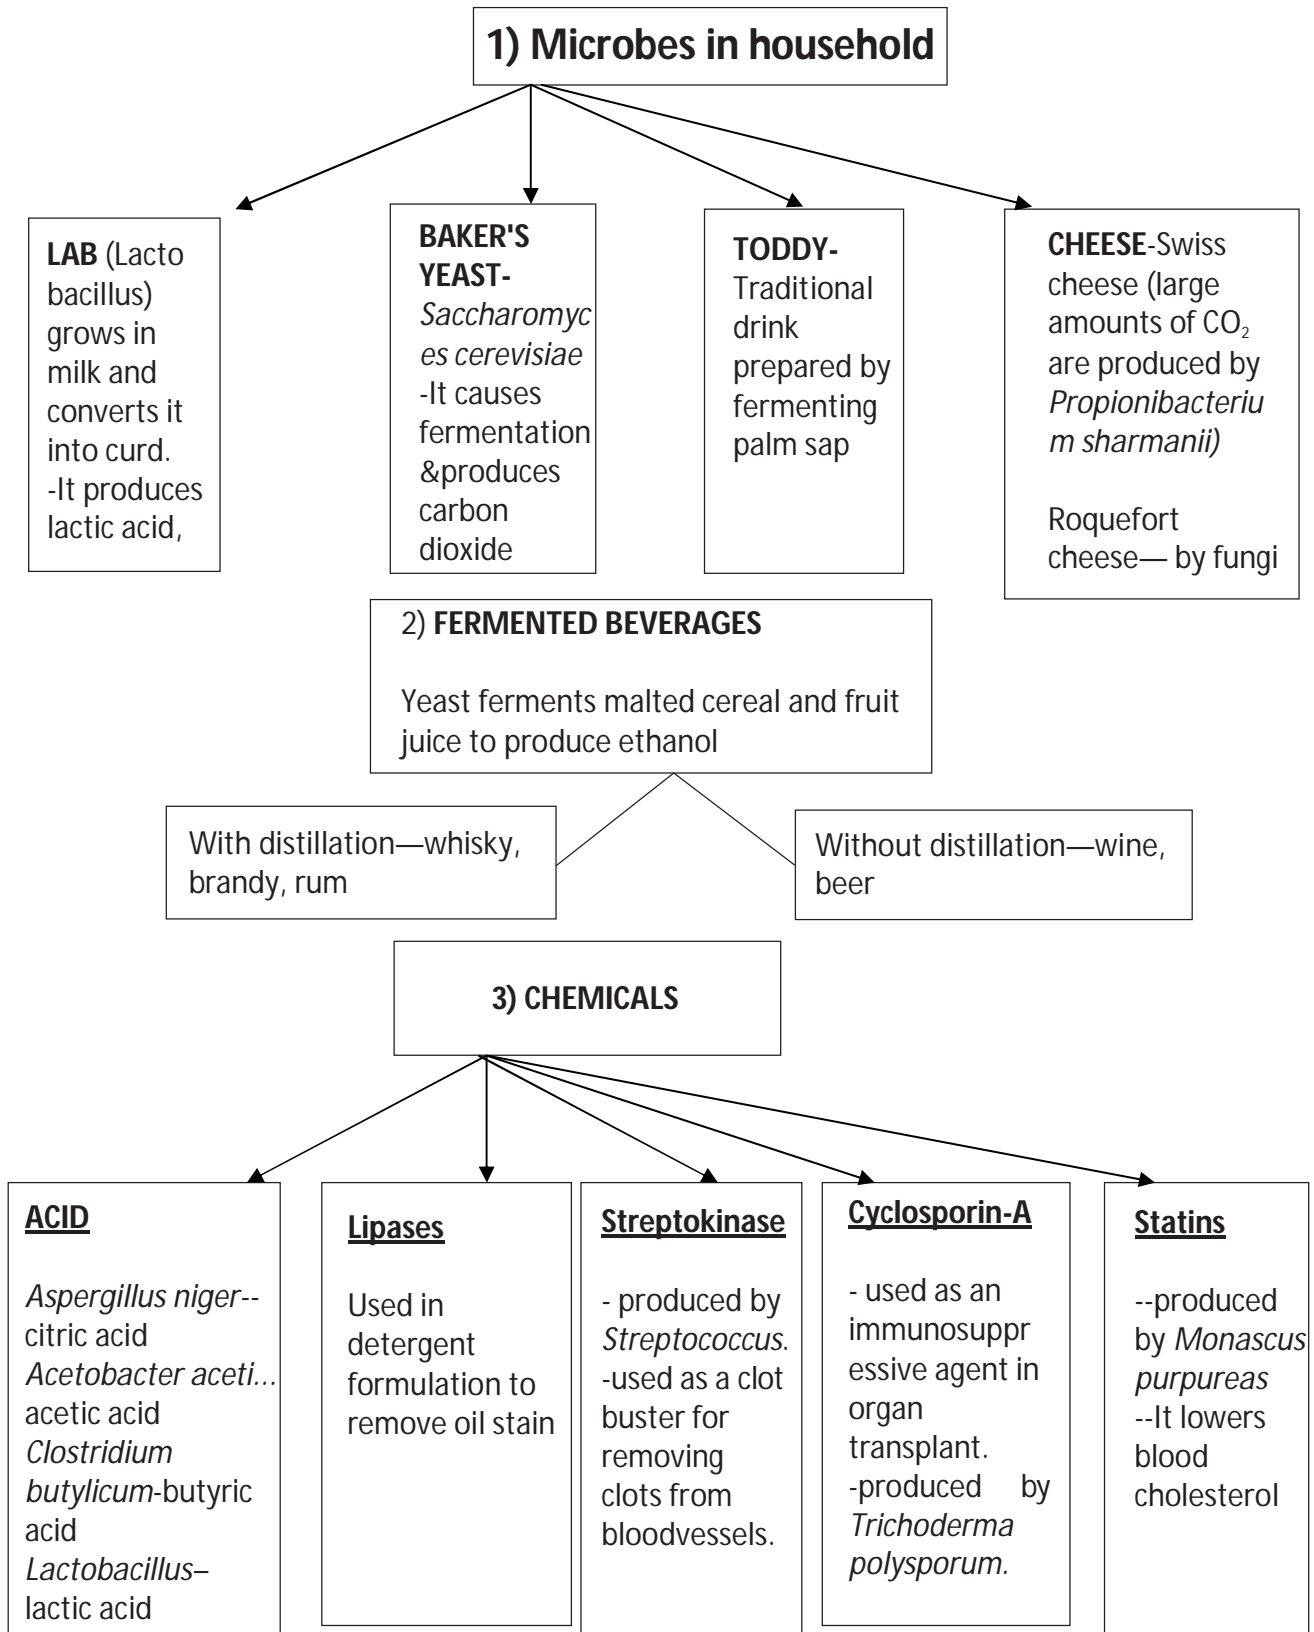 1) Microbes in household
LAB (Lacto
bacillus)
grows in
milk and
converts it
into curd.
-It produces
lactic acid,
BAKER'S
YEAST-
Saccharomyc
es cerevisiae
-It causes
fermentation
&produces
carbon
dioxide
TODDY-
Traditional
drink
prepared by
fermenting
palm sap
CHEESE-Swiss
cheese (large
amounts of CO₂
are produced by
Propionibacteriu
m sharmanii)
Roquefort
cheese— by fungi
2) FERMENTED BEVERAGES
Yeast ferments malted cereal and fruit
juice to produce ethanol
With distillation—whisky,
brandy, rum
Without distillation—wine,
beer
3) CHEMICALS
ACID
Aspergillus niger--
citric acid
Acetobacter aceti...
acetic acid
Clostridium
butylicum-butyric
acid
Lactobacillus–
lactic acid
Lipases
Used in
detergent
formulation to
remove oil stain
Streptokinase
- produced by
Streptococcus.
-used as a clot
buster for
removing
clots from
bloodvessels.
Cyclosporin-A
- used as an
immunosuppr
essive agent in
organ
transplant.
-produced by
Trichoderma
polysporum.
Statins
--produced
by Monascus
purpureas
--It lowers
blood
cholesterol